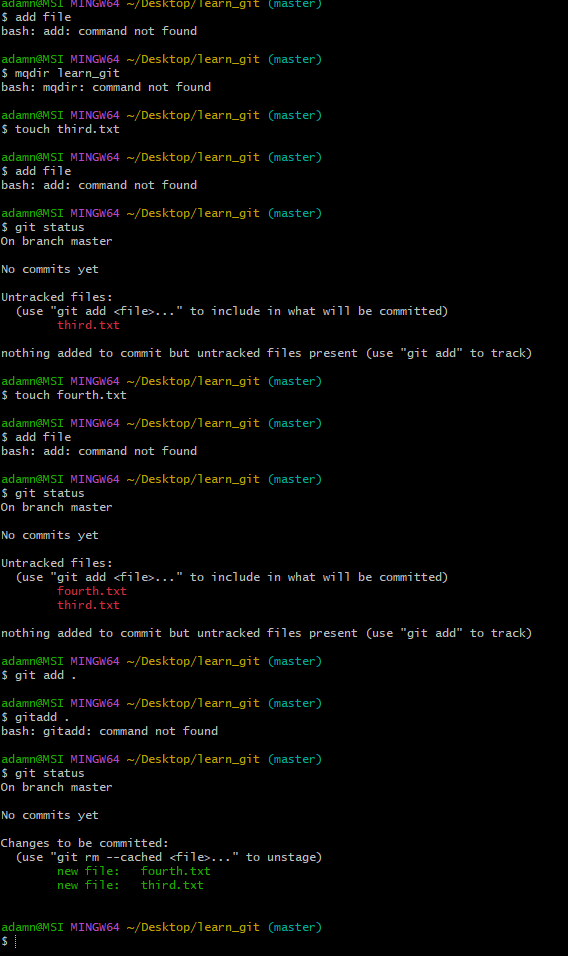 adamn@MSI MINGW64 ~/Desktop/learn_git (master)
$ add file
bash: add: command not found
adamn@MSI MINGW64 ~/Desktop/learn_git (master)
$ mqdir learn_git
bash: mqdir: command not found
adamn@MSI MINGW64 ~/Desktop/learn_git (master)
$ touch third.txt
adamn@MSI MINGW64 ~/Desktop/learn_git (master)
$ add file
bash: add: command not found
adamn@MSI MINGW64 ~/Desktop/learn_git (master)
$ git status
On branch master
No commits yet
Untracked files:
  (use "git add <file>..." to include in what will be committed)
        third.txt
nothing added to commit but untracked files present (use "git add" to track)
adamn@MSI MINGW64 ~/Desktop/learn_git (master)
$ touch fourth.txt
adamn@MSI MINGW64 ~/Desktop/learn_git (master)
$ add file
bash: add: command not found
adamn@MSI MINGW64 ~/Desktop/learn_git (master)
$ git status
On branch master
No commits yet
Untracked files:
  (use "git add <file>..." to include in what will be committed)
        fourth.txt
        third.txt
nothing added to commit but untracked files present (use "git add" to track)
adamn@MSI MINGW64 ~/Desktop/learn_git (master)
$ git add .
adamn@MSI MINGW64 ~/Desktop/learn_git (master)
$ gitadd .
bash: gitadd: command not found
adamn@MSI MINGW64 ~/Desktop/learn_git (master)
$ git status
On branch master
No commits yet
Changes to be committed:
  (use "git rm --cached <file>..." to unstage)
        new file:   fourth.txt
        new file:   third.txt
adamn@MSI MINGW64 ~/Desktop/learn_git (master)
$